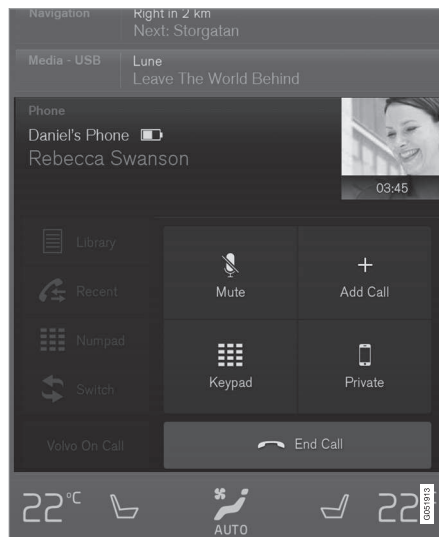 Navigation
Right in 2 km
Next: Storgatan
Media - USB
Lune
Leave The World Behind
Phone
Daniel's Phone
Rebecca Swanson
03:45
Library
Recent
Numpad
Switch
Mute
Add Call
Keypad
Private
Volvo On Call
End Call
22°C
AUTO
22°
G051913